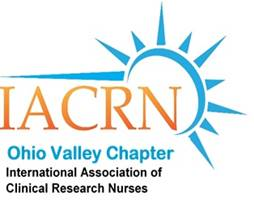 IACRN
Ohio Valley Chapter
International Association of
Clinical Research Nurses